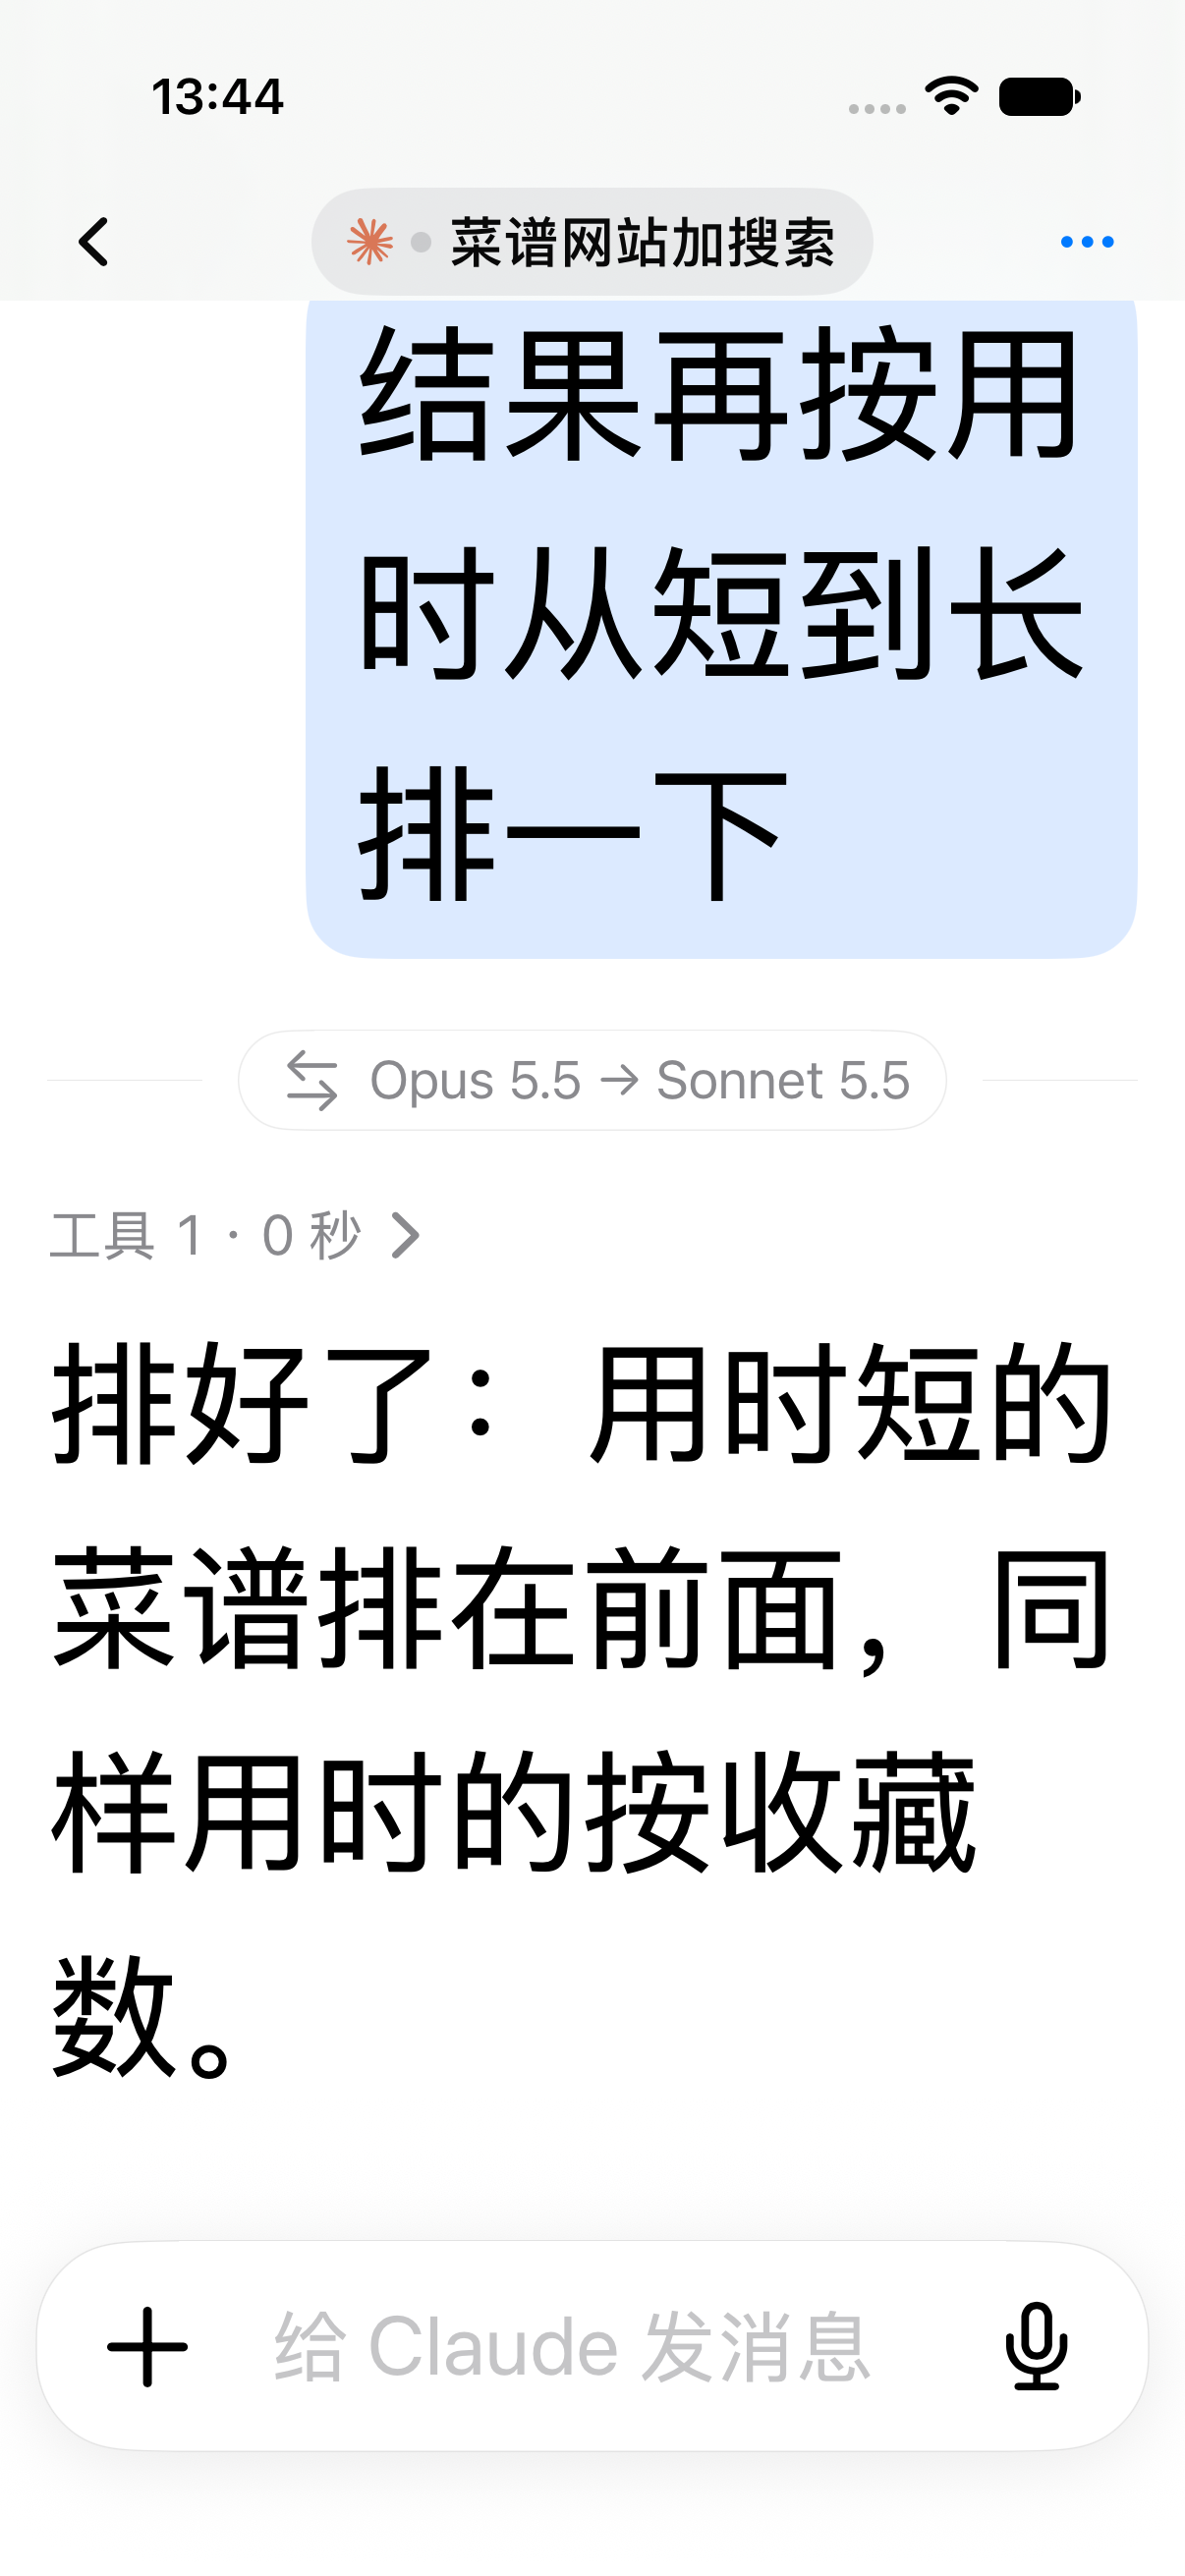 13:44
菜谱网站加搜索
结果再按用
时从短到长
排一下
Opus 5.5 → Sonnet 5.5
工具 1 · 0 秒
排好了：用时短的
菜谱排在前面，同
样用时的按收藏
数。
给 Claude 发消息